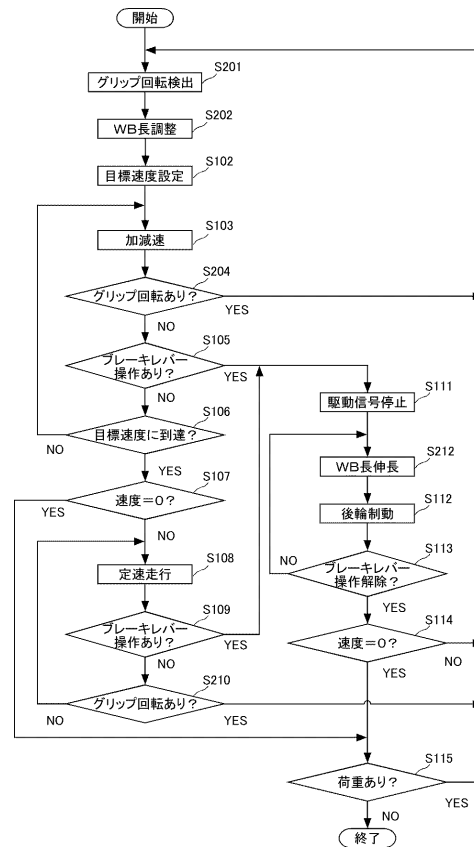 開始
S201
グリップ回転検出
S202
WB長調整
S102
目標速度設定
S103
加減速
S204
グリップ回転あり?
YES
NO
S105
ブレーキレバー
操作あり?
YES
NO
S106
目標速度に到達?
NO
YES
S107
速度=0?
YES
NO
S108
定速走行
S109
ブレーキレバー
操作あり?
YES
NO
S210
グリップ回転あり?
NO
YES
S111
駆動信号停止
S212
WB長伸長
S112
後輪制動
S113
ブレーキレバー
操作解除?
NO
YES
S114
速度=0?
NO
YES
S115
荷重あり?
YES
NO
終了